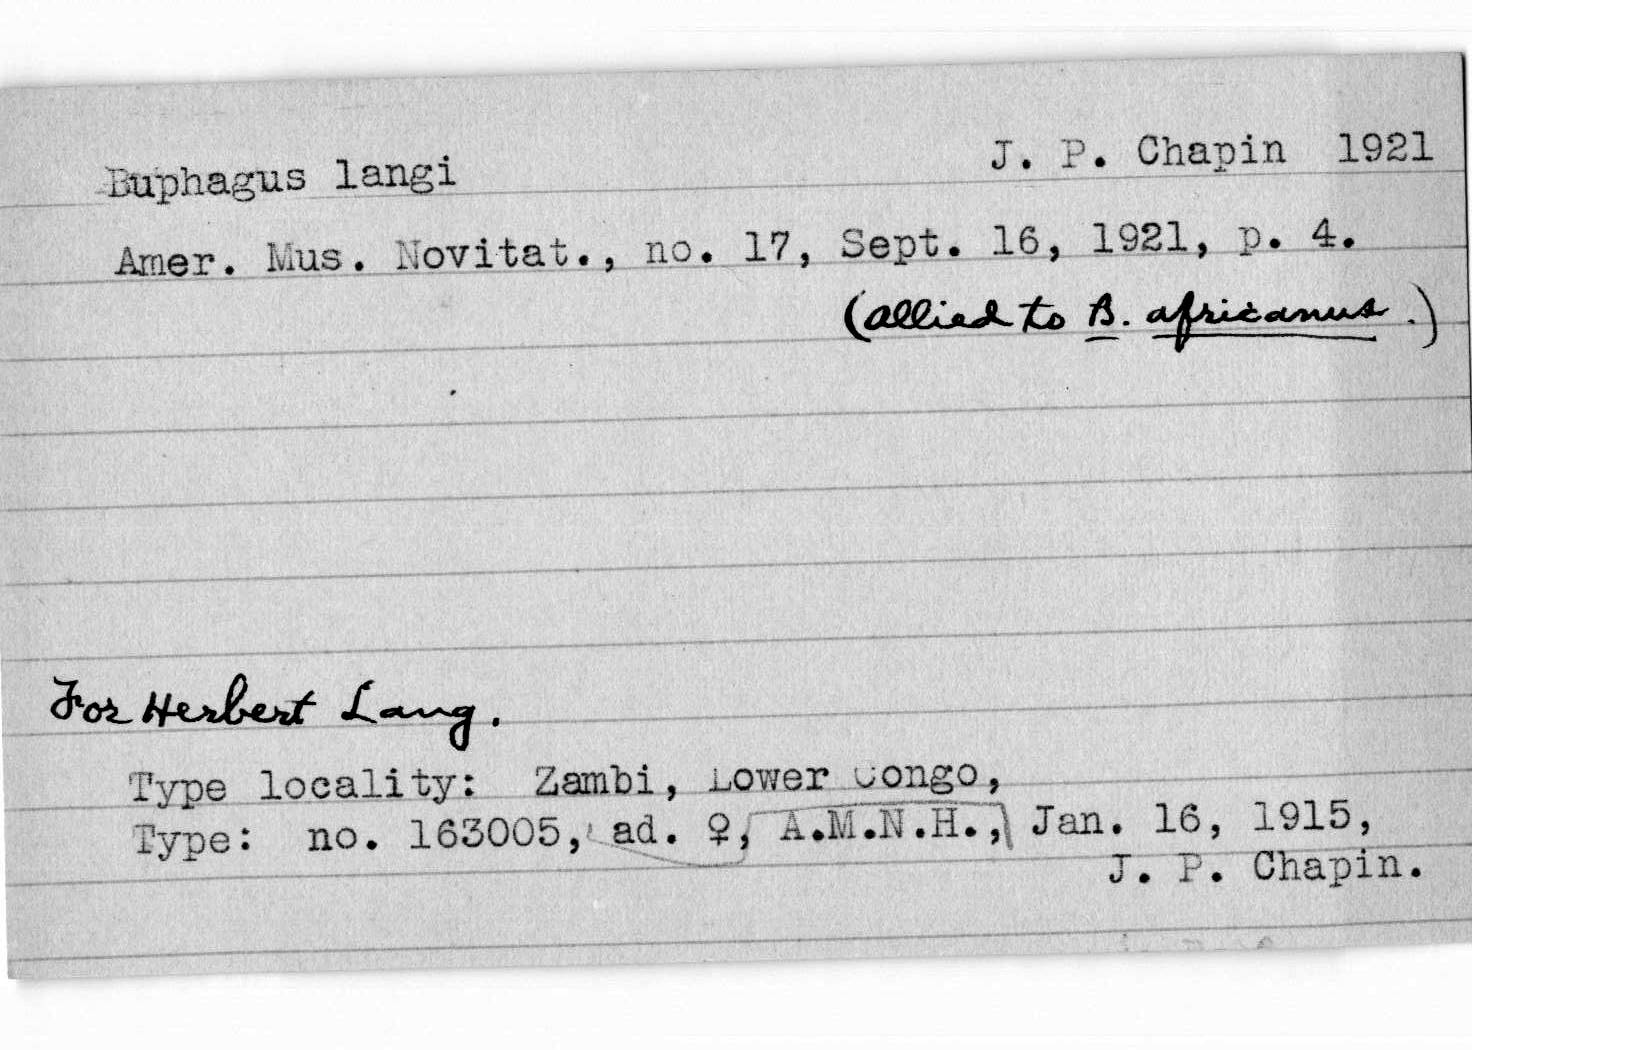 Buphagus langi J. P. Chapin 1921
Amer. Mus. Novitat., no. 17, Sept. 16, 1921, p. 4.
(allied to B. africanus.)
For Herbert Lang.
Type locality: Zambi, Lower Congo,
Type: no. 163005, ad. ♀, A.M.N.H., Jan. 16, 1915,
J. P. Chapin.